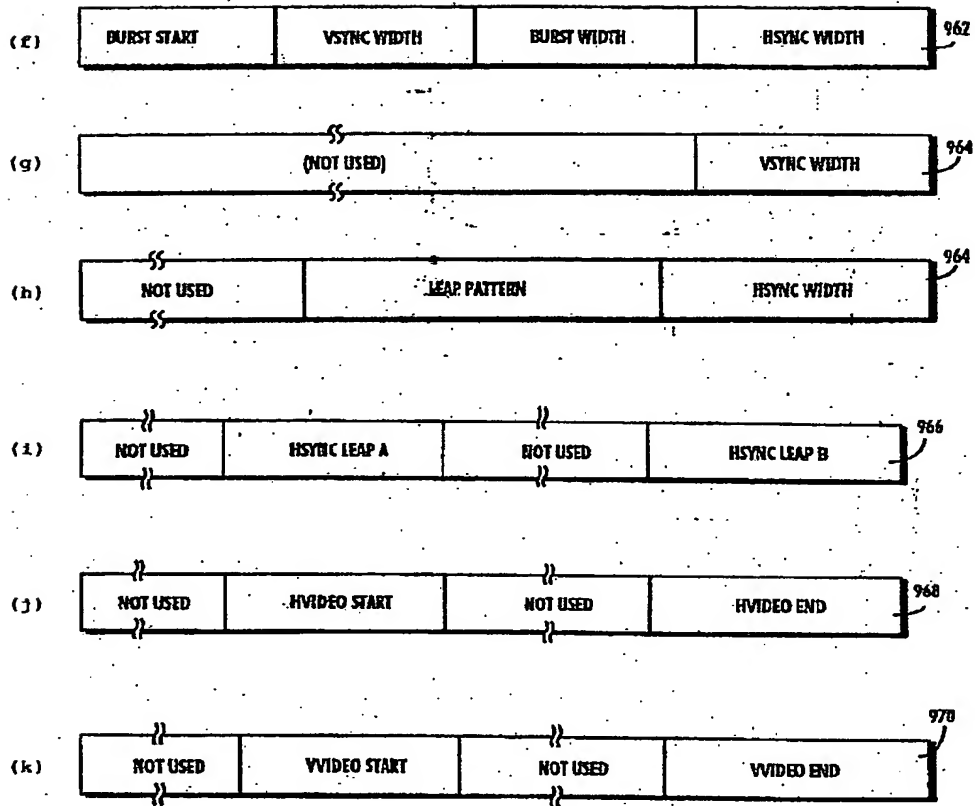 962
(f) BURST START VSYNC WIDTH BURST WIDTH HSYNC WIDTH
964
(g) (NOT USED) VSYNC WIDTH
964
(h) NOT USED LEAP PATTERN HSYNC WIDTH
966
(i) NOT USED HSYNC LEAP A NOT USED HSYNC LEAP B
968
(j) NOT USED HVIDEO START NOT USED HVIDEO END
970
(k) NOT USED VVIDEO START NOT USED VVIDEO END